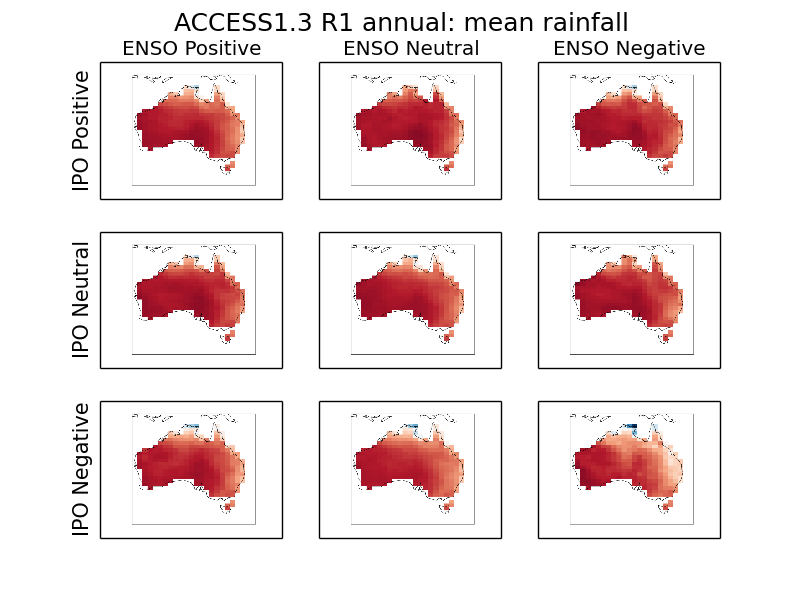 ACCESS1.3 R1 annual: mean rainfall
ENSO Positive
ENSO Neutral
ENSO Negative
IPO Positive
IPO Neutral
IPO Negative